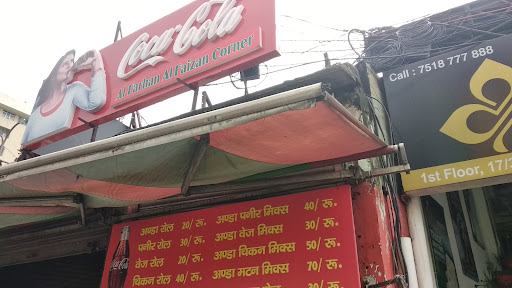 Coca-Cola
Al Farhan Al Faizan Corner
Call : 7518 777 888
1st Floor, 17/3
अण्डा रोल 20/ रू.
पनीर रोल 30/ रू.
वेज रोल 20/ रू.
चिकन रोल 40/ रू.
अण्डा पनीर मिक्स 40/ रू.
अण्डा वेज मिक्स 30/ रू.
अण्डा चिकन मिक्स 50/ रू.
अण्डा मटन मिक्स 70/ रू.
30/ रू.